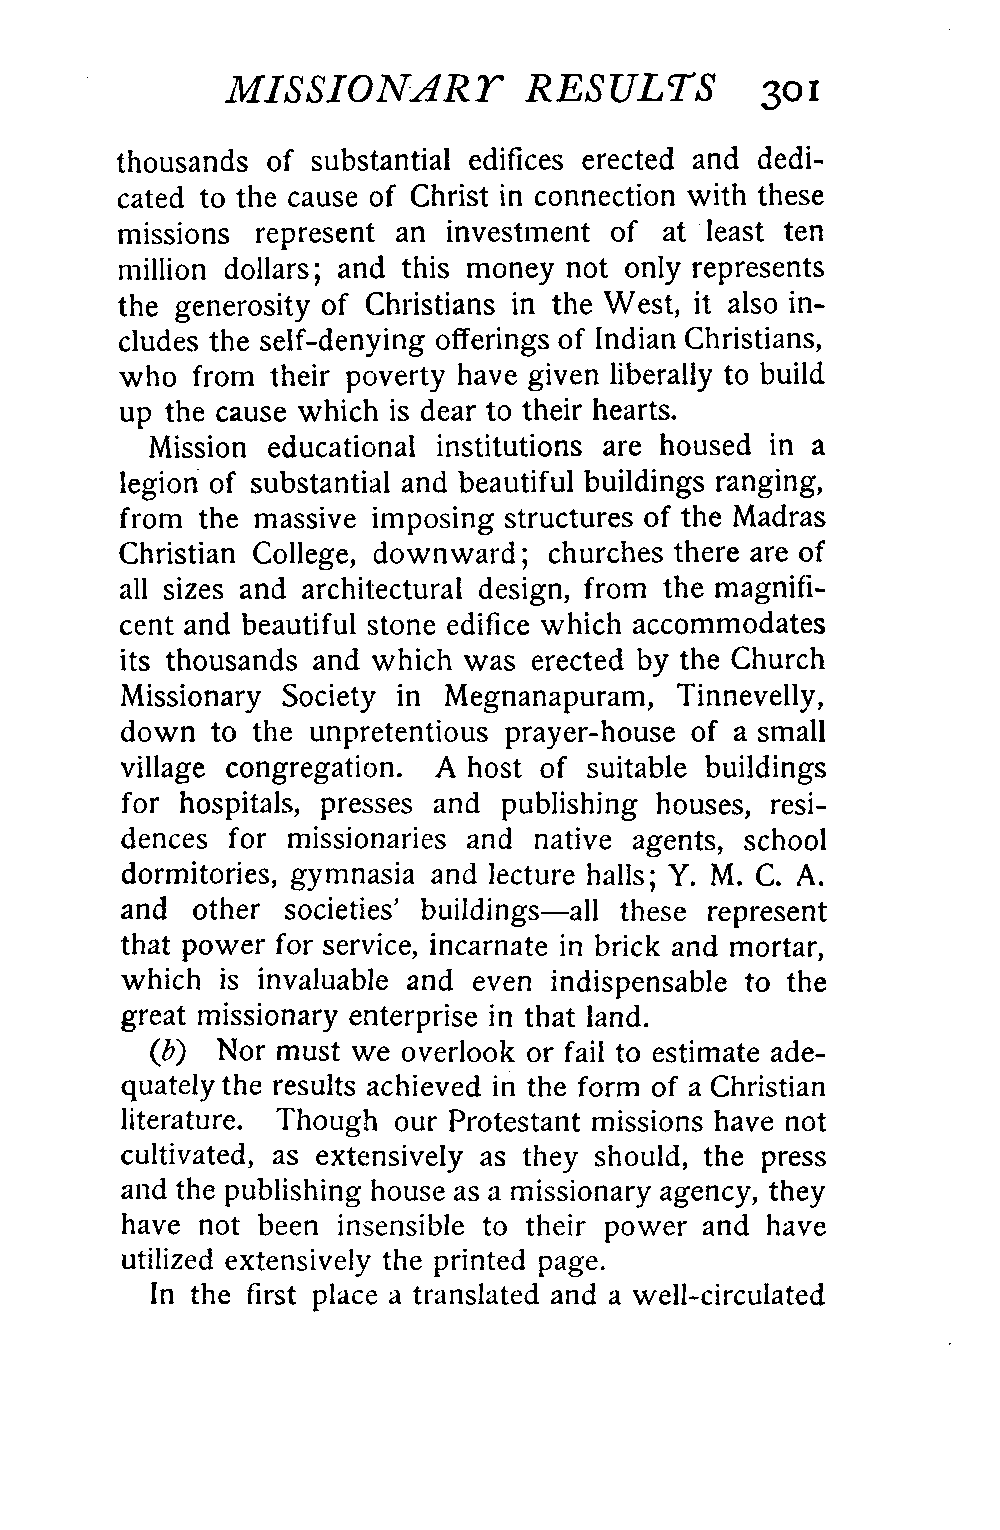 MISSIONARY RESULTS 301
thousands of substantial edifices erected and dedi-
cated to the cause of Christ in connection with these
missions represent an investment of at least ten
million dollars; and this money not only represents
the generosity of Christians in the West, it also in-
cludes the self-denying offerings of Indian Christians,
who from their poverty have given liberally to build
up the cause which is dear to their hearts.
Mission educational institutions are housed in a
legion of substantial and beautiful buildings ranging,
from the massive imposing structures of the Madras
Christian College, downward; churches there are of
all sizes and architectural design, from the magnifi-
cent and beautiful stone edifice which accommodates
its thousands and which was erected by the Church
Missionary Society in Megnanapuram, Tinnevelly,
down to the unpretentious prayer-house of a small
village congregation. A host of suitable buildings
for hospitals, presses and publishing houses, resi-
dences for missionaries and native agents, school
dormitories, gymnasia and lecture halls; Y. M. C. A.
and other societies' buildings—all these represent
that power for service, incarnate in brick and mortar,
which is invaluable and even indispensable to the
great missionary enterprise in that land.
(b) Nor must we overlook or fail to estimate ade-
quately the results achieved in the form of a Christian
literature. Though our Protestant missions have not
cultivated, as extensively as they should, the press
and the publishing house as a missionary agency, they
have not been insensible to their power and have
utilized extensively the printed page.
In the first place a translated and a well-circulated